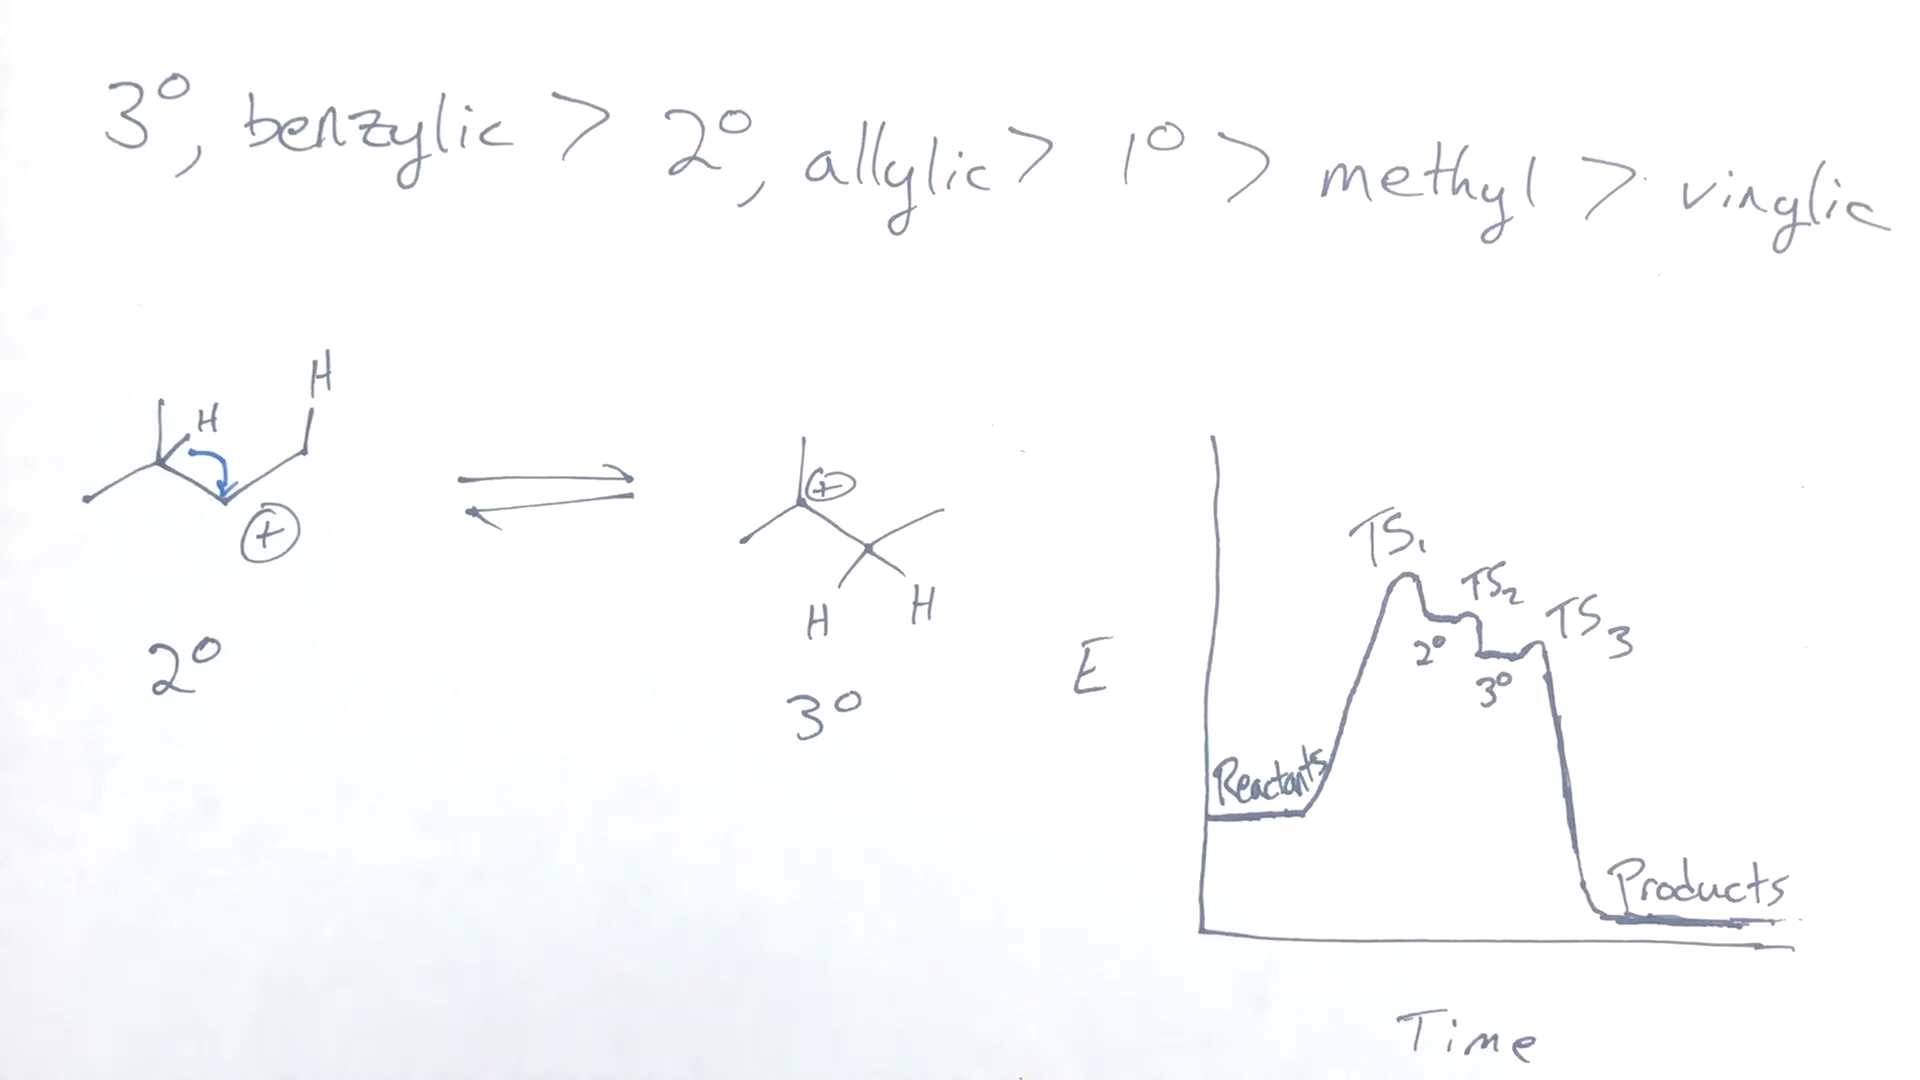 3°, benzylic > 2°, allylic > 1° > methyl > vinylic
H
H
+
2°
+
H H
3°
E
TS₁
TS₂
TS₃
2°
3°
Reactants
Products
Time